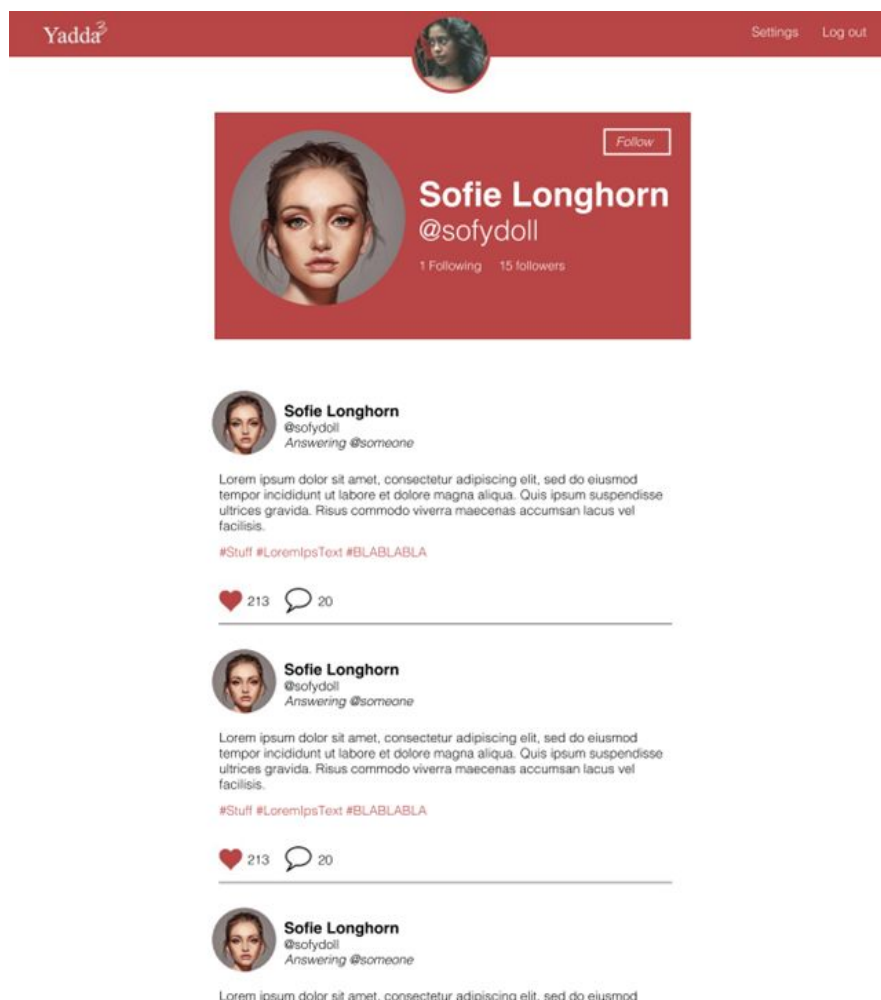 Yadda3
Settings
Log out
Follow
Sofie Longhorn
@sofydoll
1 Following
15 followers
Sofie Longhorn
@sofydoll
Answering @someone
Lorem ipsum dolor sit amet, consectetur adipiscing elit, sed do eiusmod
tempor incididunt ut labore et dolore magna aliqua. Quis ipsum suspendisse
ultrices gravida. Risus commodo viverra maecenas accumsan lacus vel
facilisis.
#Stuff #LoremIpsText #BLABLABLA
213
20
Sofie Longhorn
@sofydoll
Answering @someone
Lorem ipsum dolor sit amet, consectetur adipiscing elit, sed do eiusmod
tempor incididunt ut labore et dolore magna aliqua. Quis ipsum suspendisse
ultrices gravida. Risus commodo viverra maecenas accumsan lacus vel
facilisis.
#Stuff #LoremIpsText #BLABLABLA
213
20
Sofie Longhorn
@sofydoll
Answering @someone
Lorem ipsum dolor sit amet, consectetur adipiscing elit, sed do eiusmod